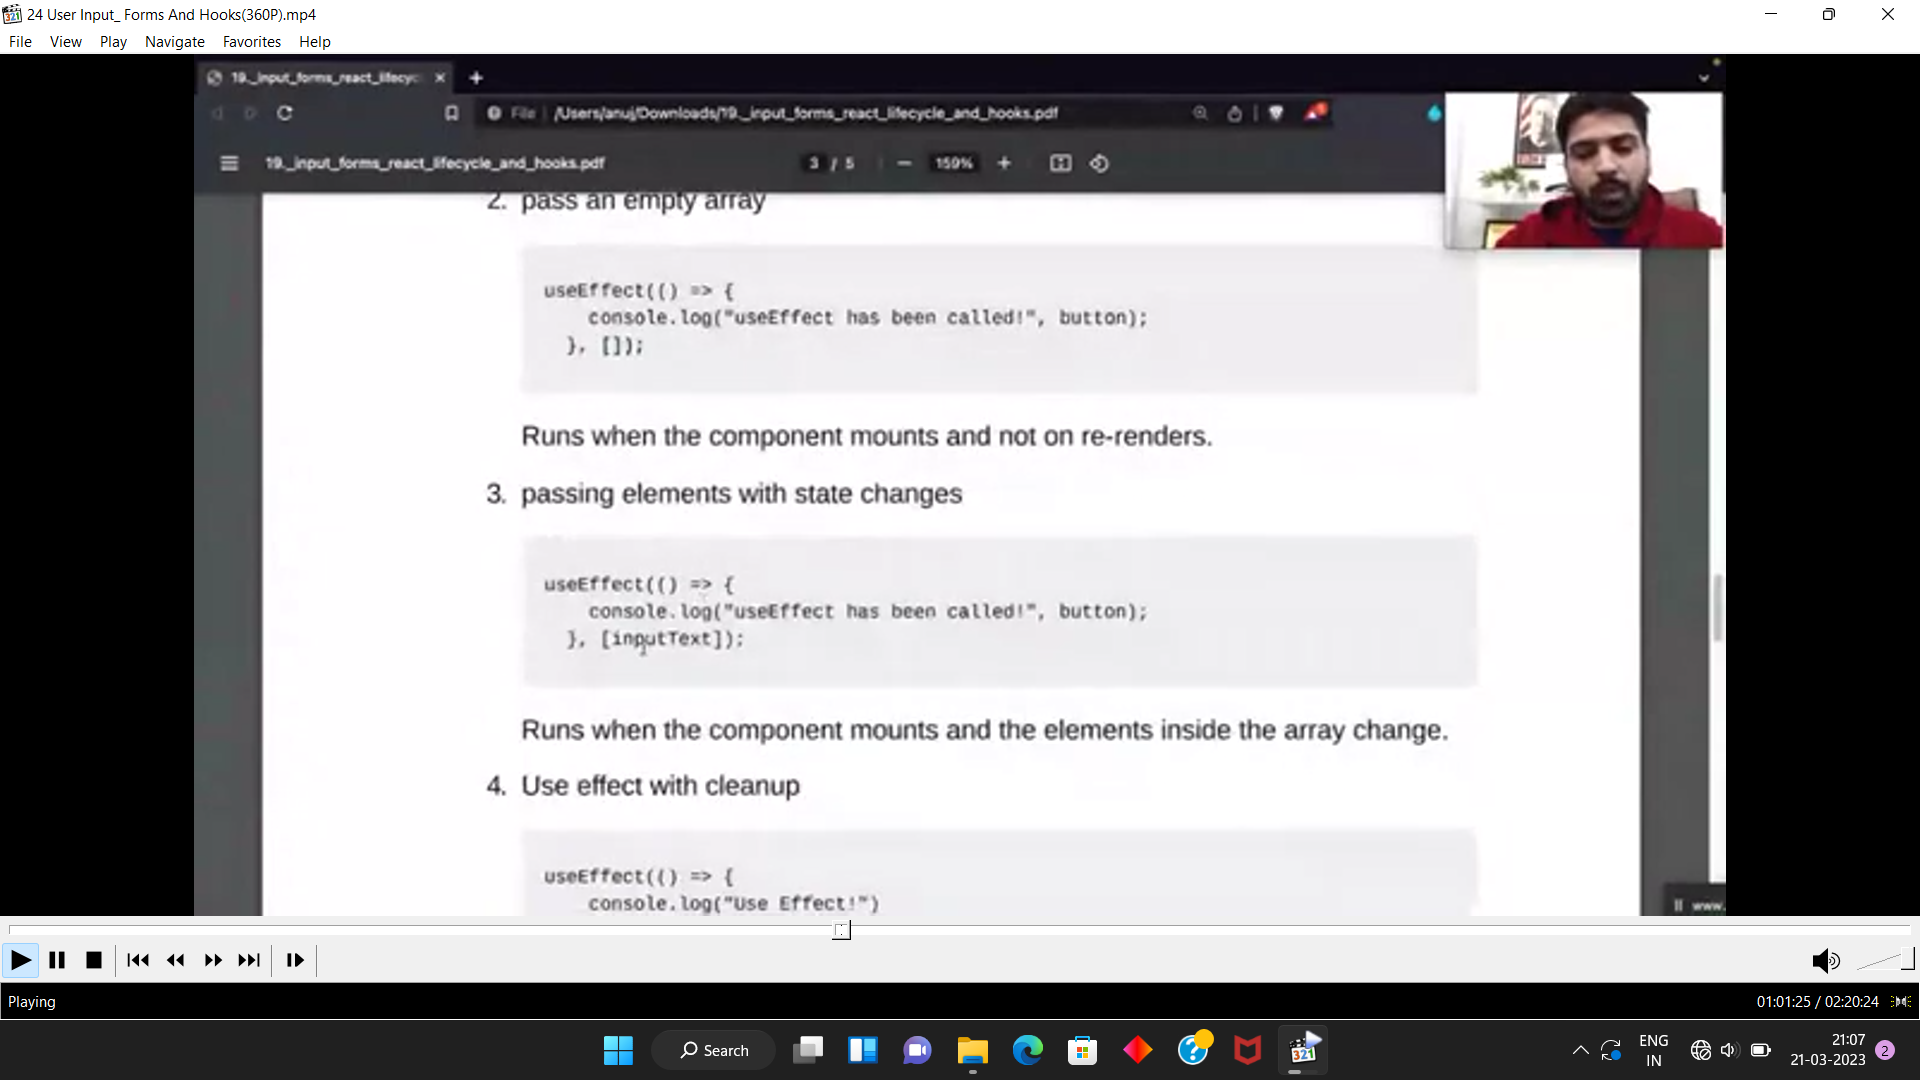 24 User Input_ Forms And Hooks(360P).mp4
File View Play Navigate Favorites Help
19._input_forms_react_lifecyc
File /Users/anuj/Downloads/19._input_forms_react_lifecycle_and_hooks.pdf
19._input_forms_react_lifecycle_and_hooks.pdf 3 / 5 159%
2. pass an empty array
useEffect(() => {
console.log("useEffect has been called!", button);
}, []);
Runs when the component mounts and not on re-renders.
3. passing elements with state changes
useEffect(() => {
console.log("useEffect has been called!", button);
}, [inputText]);
Runs when the component mounts and the elements inside the array change.
4. Use effect with cleanup
useEffect(() => {
console.log("Use Effect!")
www.
Playing 01:01:25 / 02:20:24
Search
ENG
IN
21:07
21-03-2023
2
321